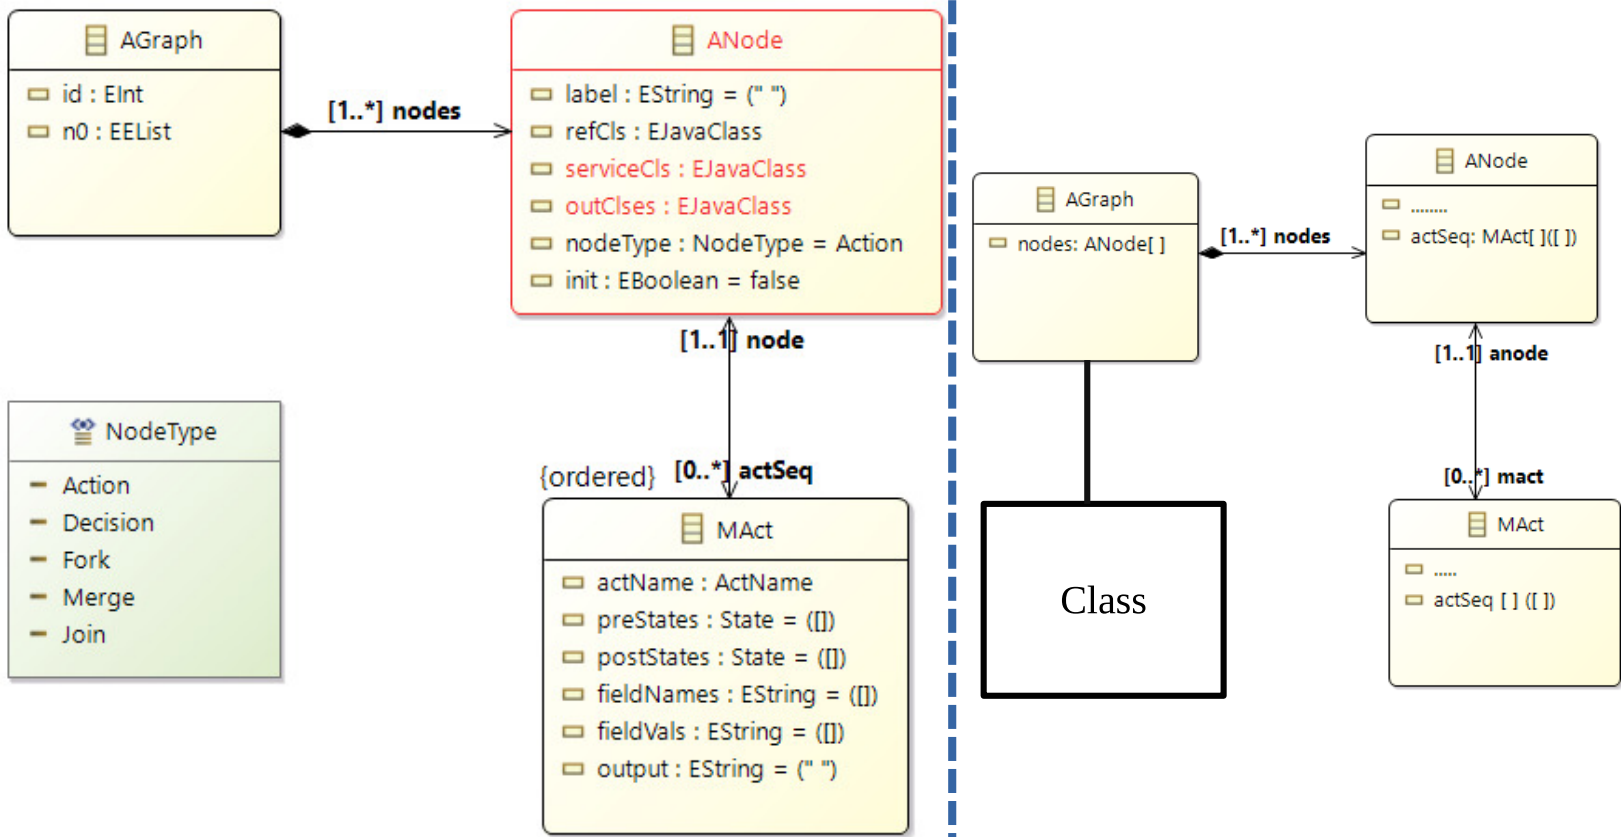 AGraph
id : EInt
n0 : EEList
[1..*] nodes
ANode
label : EString = (" ")
refCls : EJavaClass
serviceCls : EJavaClass
outClses : EJavaClass
nodeType : NodeType = Action
init : EBoolean = false
[1..1] node
NodeType
Action
Decision
Fork
Merge
Join
{ordered}
[0..*] actSeq
MAct
actName : ActName
preStates : State = ([])
postStates : State = ([])
fieldNames : EString = ([])
fieldVals : EString = ([])
output : EString = (" ")
AGraph
nodes: ANode[ ]
[1..*] nodes
ANode
........
actSeq: MAct[ ]([ ])
[1..1] anode
[0..*] mact
MAct
.....
actSeq [ ] ([ ])
Class